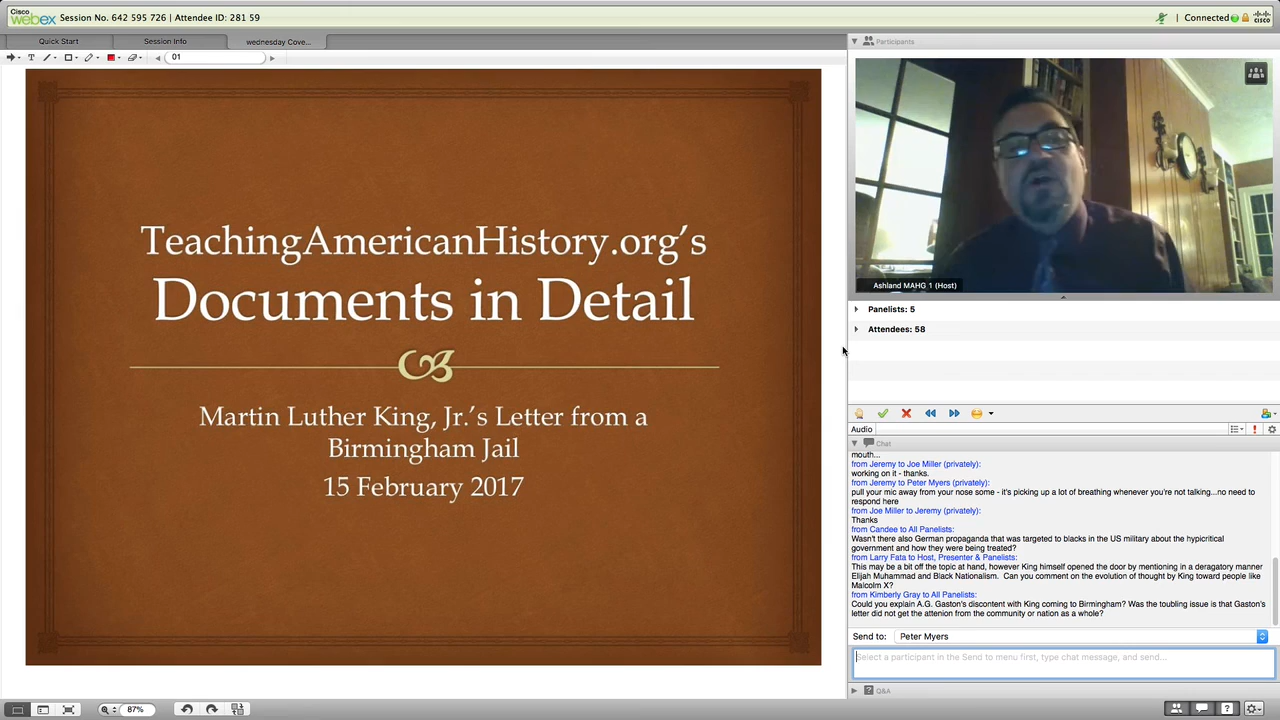 Cisco
webex
Session No. 642 595 726 | Attendee ID: 281 59
Connected
CISCO
Quick Start
Session Info
wednesday Cove...
T
01
TeachingAmericanHistory.org’s
Documents in Detail
Martin Luther King, Jr.’s Letter from a
Birmingham Jail
15 February 2017
87%
Participants
Ashland MAHG 1 (Host)
Panelists: 5
Attendees: 58
Audio
Chat
mouth...
from Jeremy to Joe Miller (privately):
working on it - thanks.
from Jeremy to Peter Myers (privately):
pull your mic away from your nose some - it's picking up a lot of breathing whenever you're not talking...no need to
respond here
from Joe Miller to Jeremy (privately):
Thanks
from Candee to All Panelists:
Wasn't there also German propaganda that was targeted to blacks in the US military about the hypicritical
government and how they were being treated?
from Larry Fata to Host, Presenter & Panelists:
This may be a bit off the topic at hand, however King himself opened the door by mentioning in a deragatory manner
Elijah Muhammad and Black Nationalism. Can you comment on the evolution of thought by King toward people like
Malcolm X?
from Kimberly Gray to All Panelists:
Could you explain A.G. Gaston's discontent with King coming to Birmingham? Was the toubling issue is that Gaston's
letter did not get the attenion from the community or nation as a whole?
Send to: Peter Myers
Select a participant in the Send to menu first, type chat message, and send...
Q&A